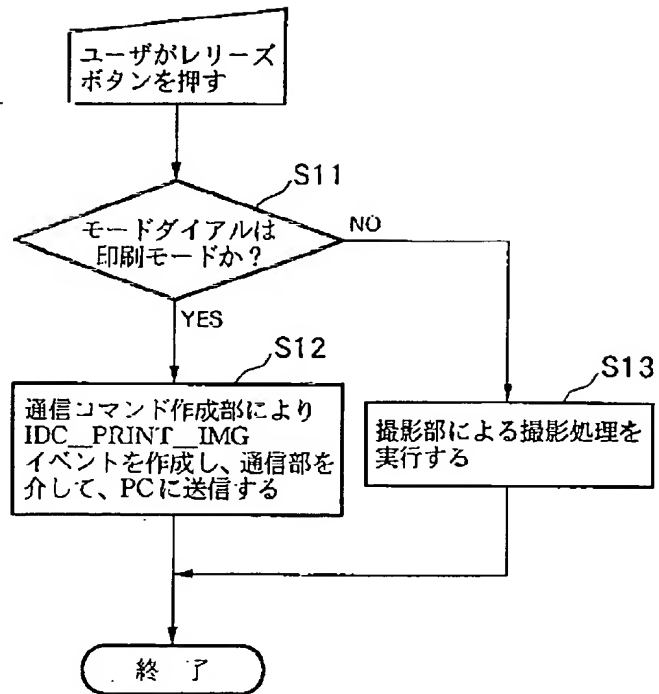 ユーザがレリーズ
ボタンを押す
S11
モードダイアルは
印刷モードか？
NO
YES
S12
通信コマンド作成部により
IDC__PRINT__IMG
イベントを作成し、通信部を
介して、PCに送信する
S13
撮影部による撮影処理を
実行する
終 了